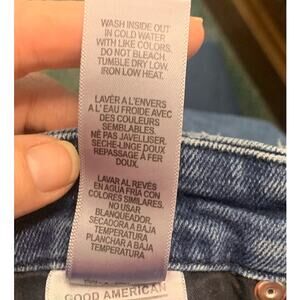 WASH INSIDE OUT
IN COLD WATER
WITH LIKE COLORS.
DO NOT BLEACH.
TUMBLE DRY LOW.
IRON LOW HEAT.
LAVÉR A L'ENVERS
A L' EAU FROIDE AVEC
DES COULEURS
SEMBLABLES.
NE PAS JAVELLISER.
SECHE-LINGE DOUX
REPASSAGE À FER
DOUX.
LAVAR AL REVÉS
EN AGUA FRÍA CON
COLORES SIMILARES.
NO USAR
BLANQUEADOR.
SECADORA A BAJA
TEMPERATURA
PLANCHAR A BAJA
TEMPERATURA
GOOD AMERICAN